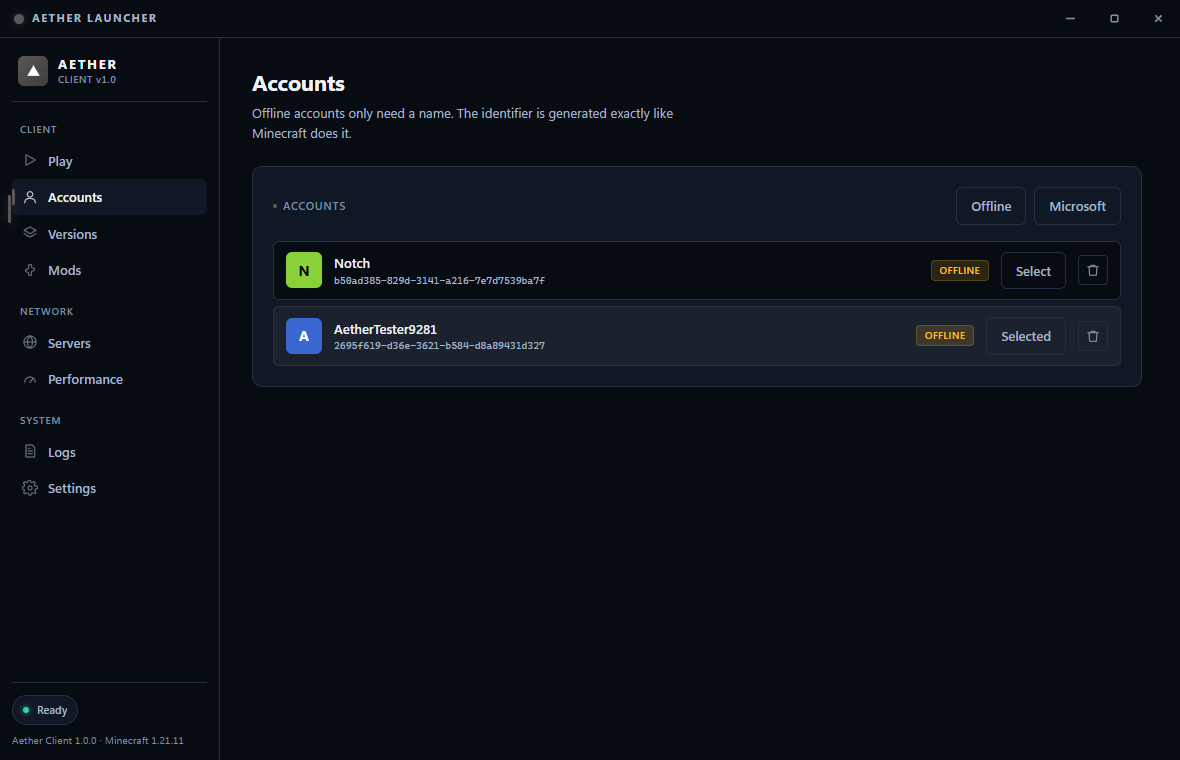 AETHER LAUNCHER
AETHER
CLIENT v1.0
CLIENT
Play
Accounts
Versions
Mods
NETWORK
Servers
Performance
SYSTEM
Logs
Settings
Ready
Aether Client 1.0.0 · Minecraft 1.21.11
Accounts
Offline accounts only need a name. The identifier is generated exactly like
Minecraft does it.
ACCOUNTS
Offline
Microsoft
N
Notch
b50ad385-829d-3141-a216-7e7d7539ba7f
OFFLINE
Select
A
AetherTester9281
2695f619-d36e-3621-b584-d8a89431d327
OFFLINE
Selected